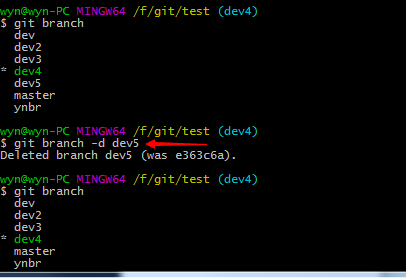 wyn@wyn-PC MINGW64 /f/git/test (dev4)
$ git branch
  dev
  dev2
  dev3
* dev4
  dev5
  master
  ynbr
wyn@wyn-PC MINGW64 /f/git/test (dev4)
$ git branch -d dev5
Deleted branch dev5 (was e363c6a).
wyn@wyn-PC MINGW64 /f/git/test (dev4)
$ git branch
  dev
  dev2
  dev3
* dev4
  master
  ynbr